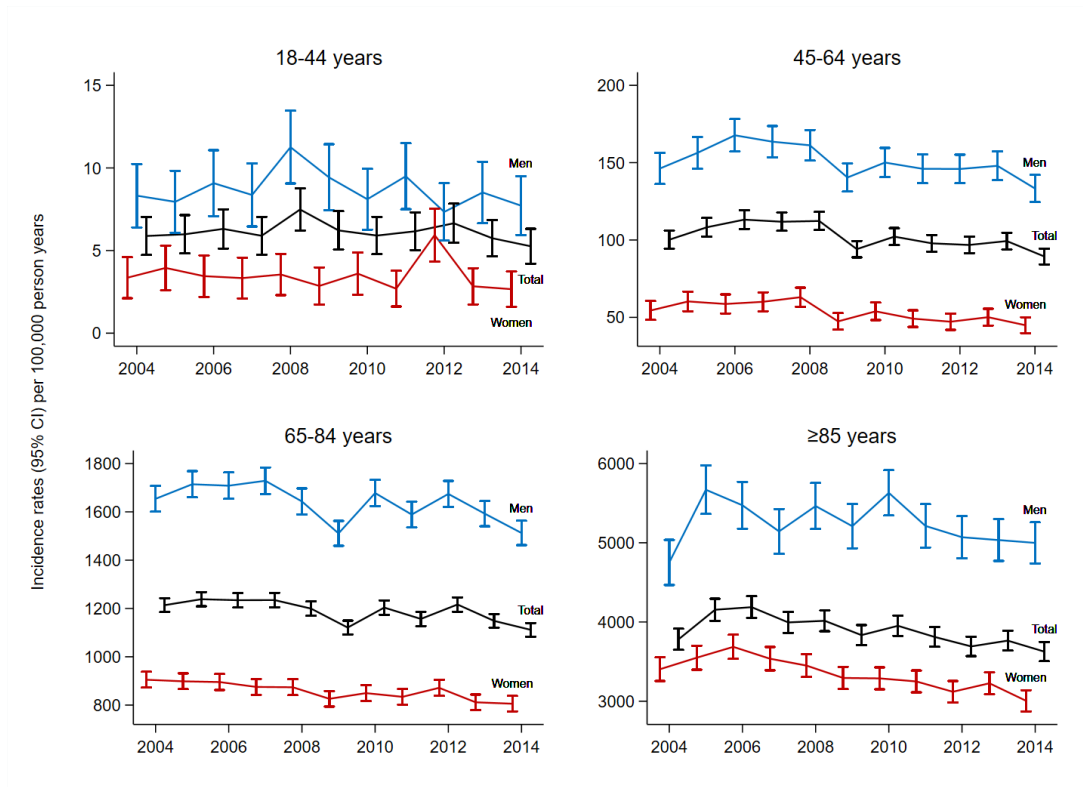 Incidence rates (95% CI) per 100,000 person years
18-44 years
15
10
5
0
Men
Total
Women
2004 2006 2008 2010 2012 2014
45-64 years
200
150
100
50
Men
Total
Women
2004 2006 2008 2010 2012 2014
65-84 years
1800
1600
1400
1200
1000
800
Men
Total
Women
2004 2006 2008 2010 2012 2014
≥85 years
6000
5000
4000
3000
Men
Total
Women
2004 2006 2008 2010 2012 2014